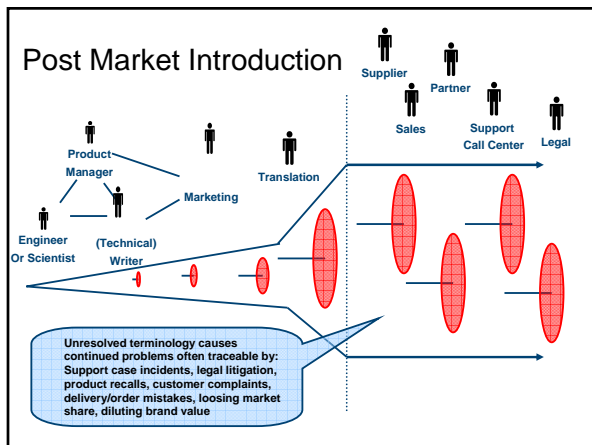 Post Market Introduction
Supplier
Partner
Sales
Support
Call Center
Legal
Product
Manager
Marketing
Translation
Engineer
Or Scientist
(Technical)
Writer
Unresolved terminology causes
continued problems often traceable by:
Support case incidents, legal litigation,
product recalls, customer complaints,
delivery/order mistakes, loosing market
share, diluting brand value